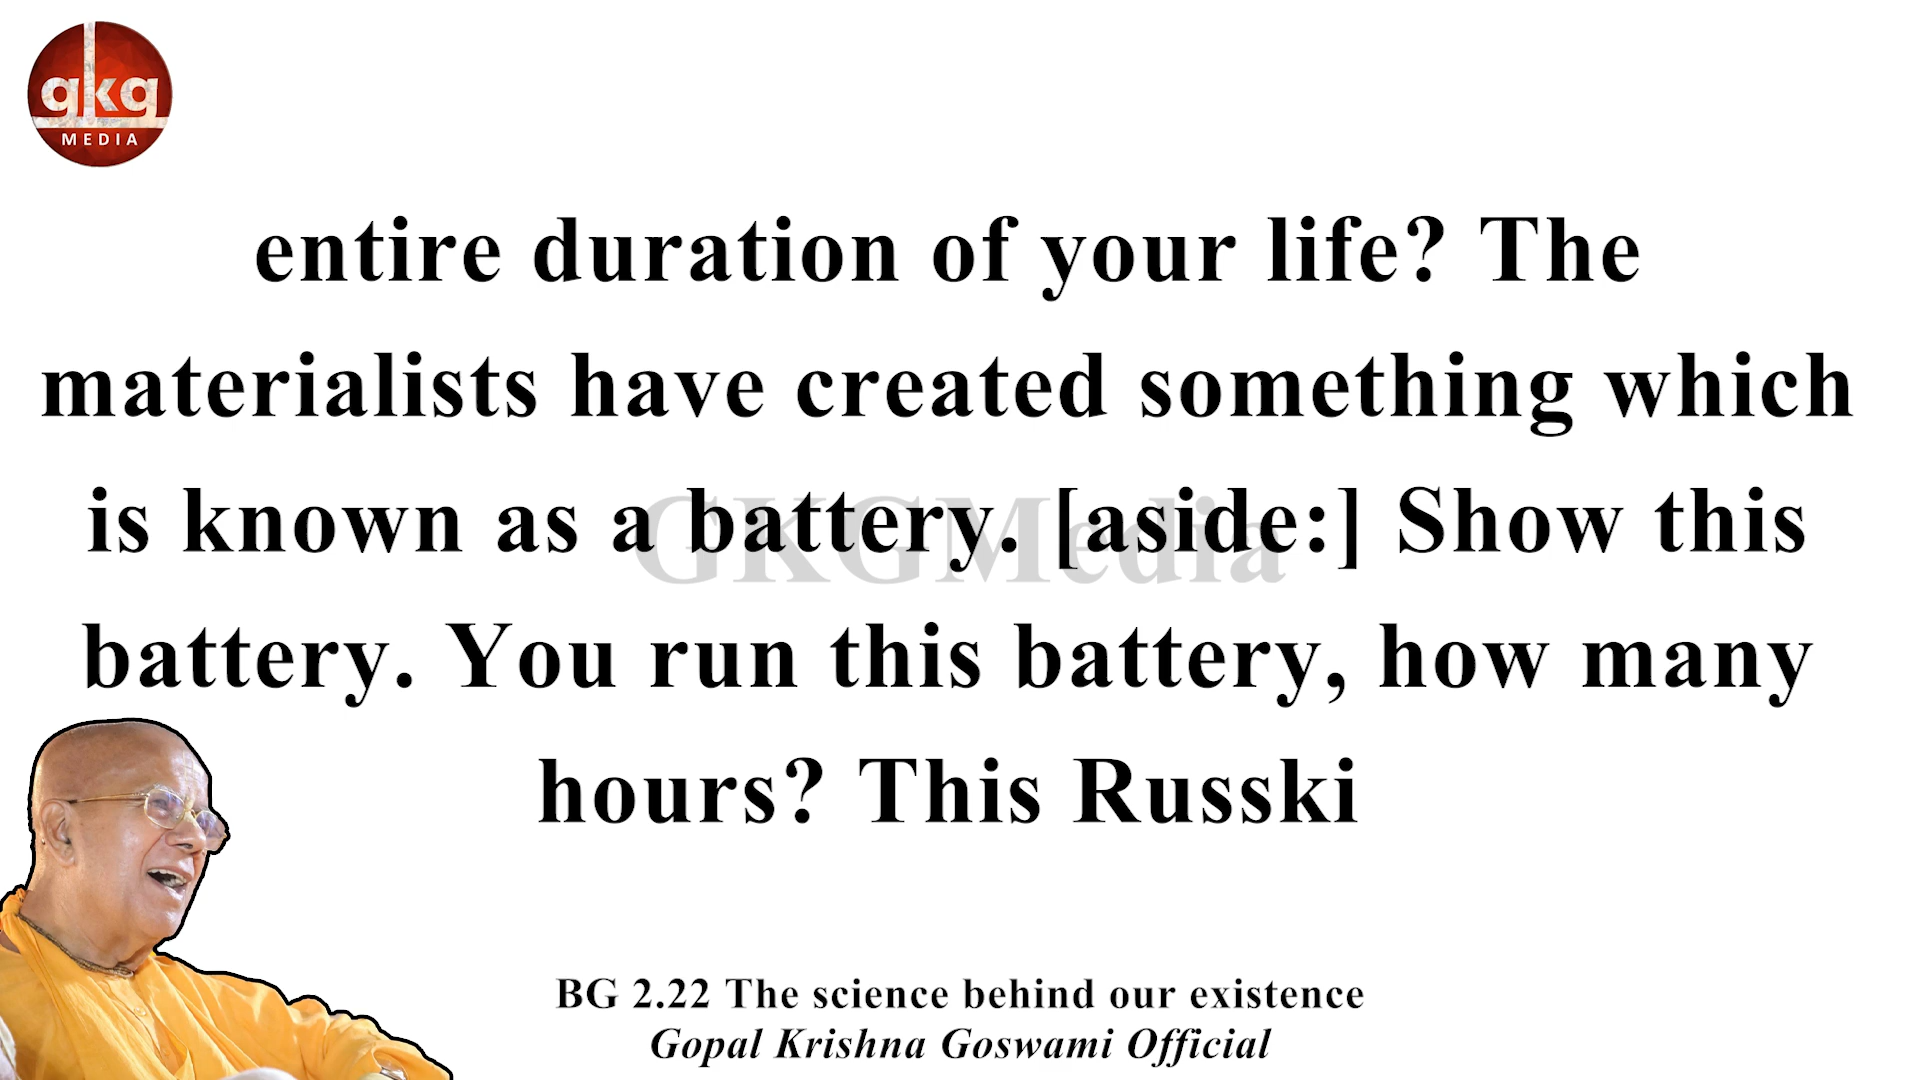 gkg
MEDIA
entire duration of your life? The
materialists have created something which
is known as a battery. [aside:] Show this
GKGMedia
battery. You run this battery, how many
hours? This Russki
BG 2.22 The science behind our existence
Gopal Krishna Goswami Official